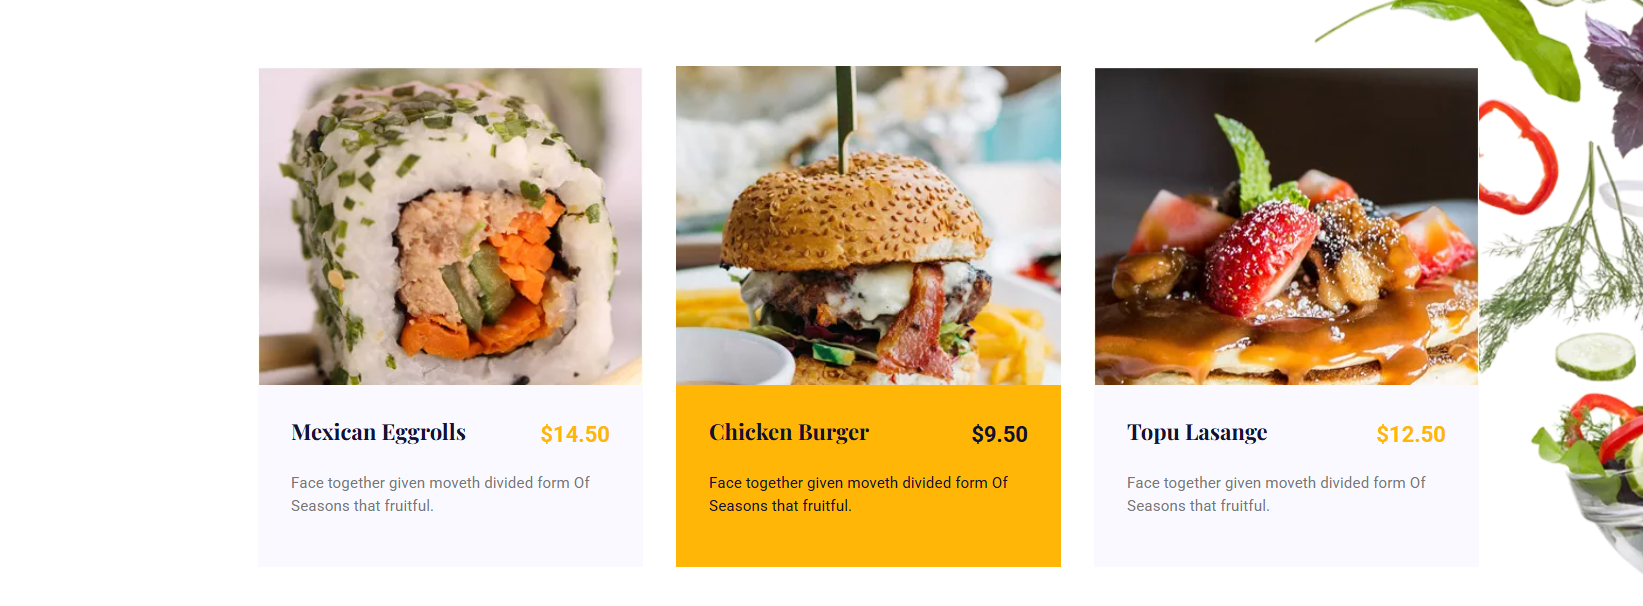 Mexican Eggrolls $14.50
Face together given moveth divided form Of
Seasons that fruitful.
Chicken Burger $9.50
Face together given moveth divided form Of
Seasons that fruitful.
Topu Lasange $12.50
Face together given moveth divided form Of
Seasons that fruitful.